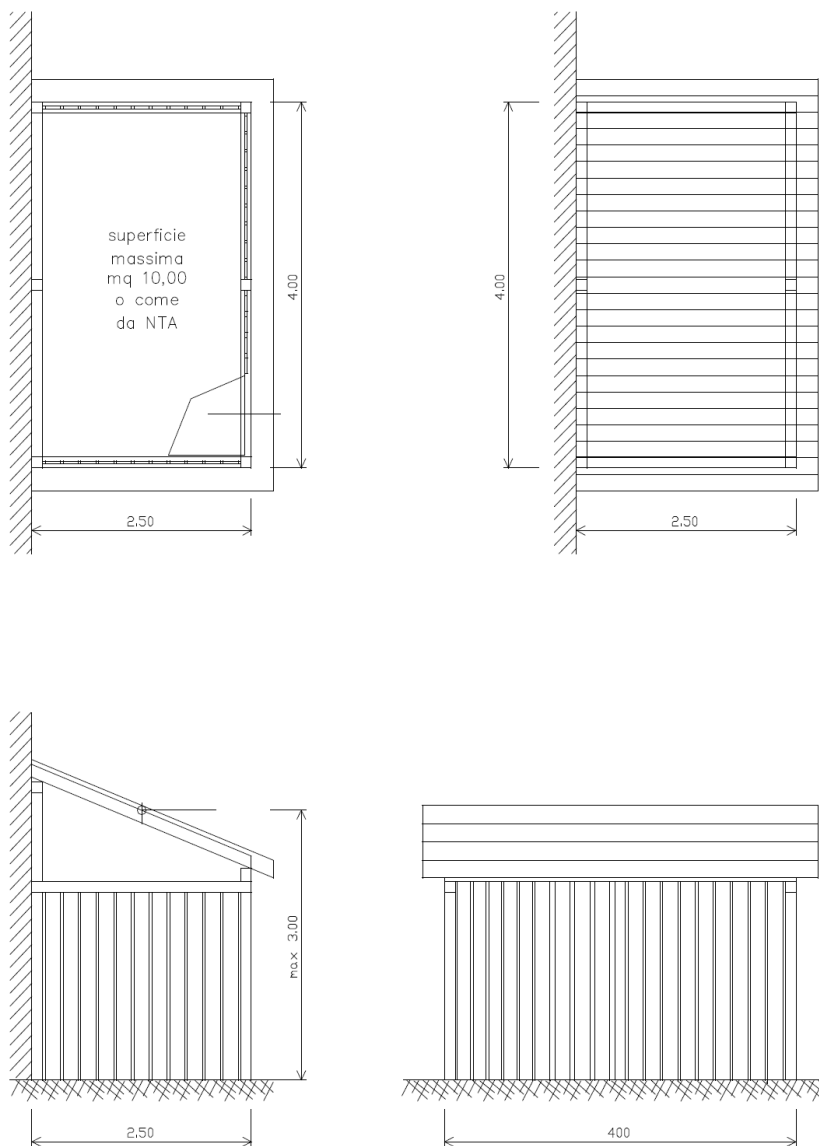 superficie
massima
mq 10,00
o come
da NTA
4.00
2.50
4.00
2.50
max 3.00
2.50
400